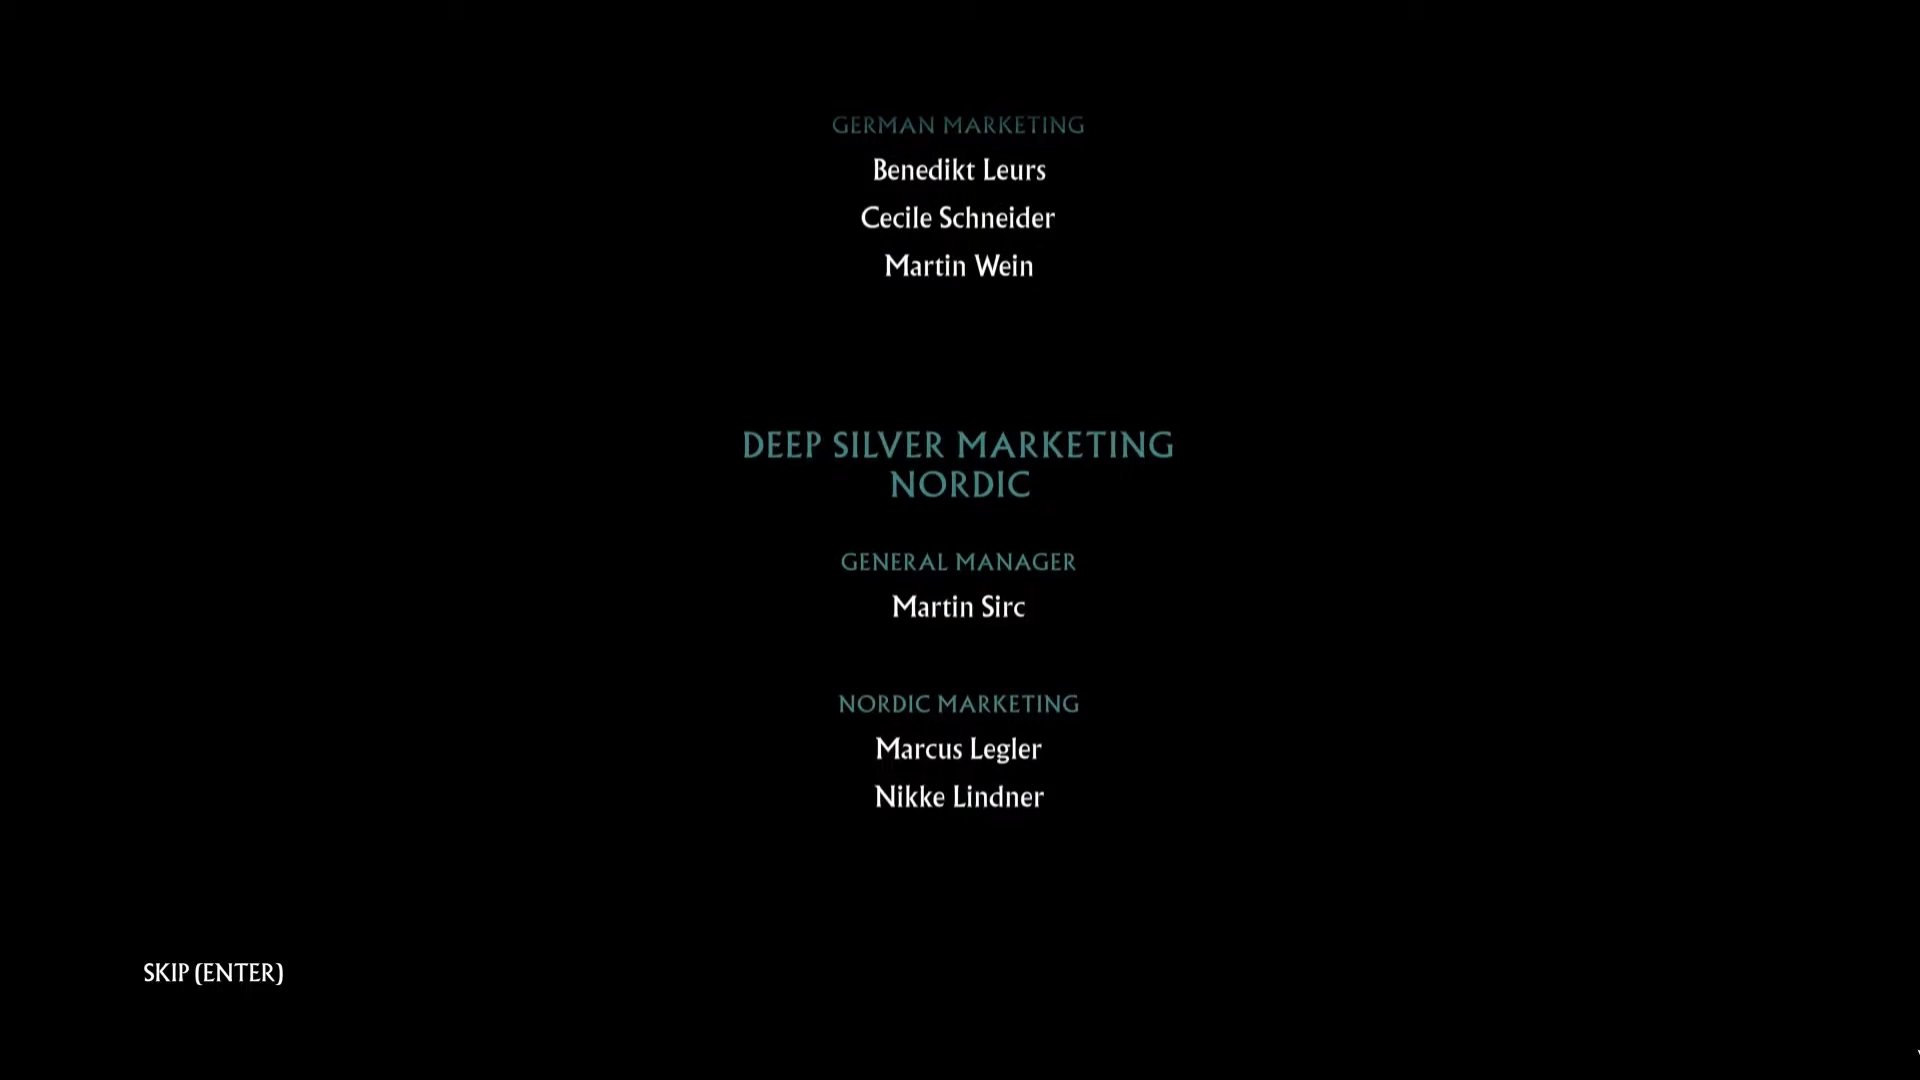 GERMAN MARKETING
Benedikt Leurs
Cecile Schneider
Martin Wein
DEEP SILVER MARKETING
NORDIC
GENERAL MANAGER
Martin Sirc
NORDIC MARKETING
Marcus Legler
Nikke Lindner
SKIP (ENTER)